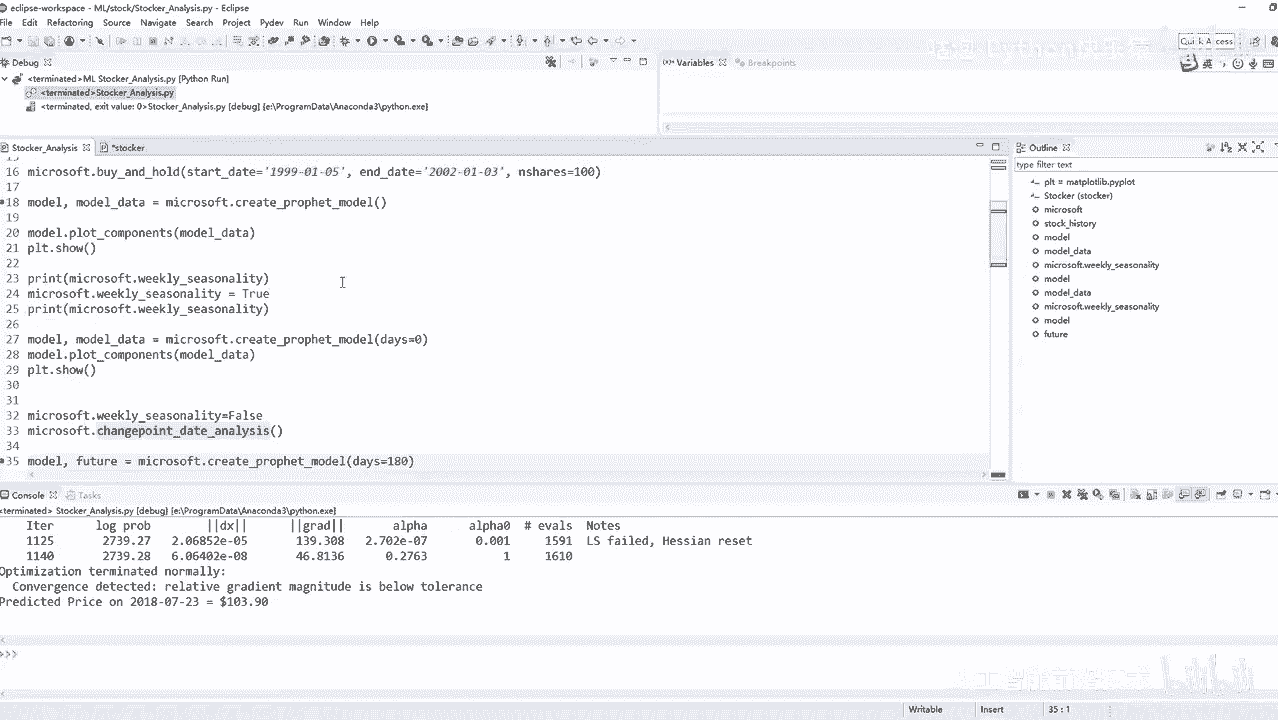 eclipse-workspace - ML/stock/Stocker_Analysis.py - Eclipse
File Edit Refactoring Source Navigate Search Project Pydev Run Window Help
Quick Access
Debug
<terminated>ML Stocker_Analysis.py [Python Run]
<terminated>Stocker_Analysis.py
<terminated, exit value: 0>Stocker_Analysis.py [debug] {e:\ProgramData\Anaconda3\python.exe}
(x)= Variables Breakpoints
Stocker_Analysis *stocker
15
16 microsoft.buy_and_hold(start_date='1995-01-05', end_date='2002-01-03', nshares=100)
17
18 model, model_data = microsoft.create_prophet_model()
19
20 model.plot_components(model_data)
21 plt.show()
22
23 print(microsoft.weekly_seasonality)
24 microsoft.weekly_seasonality = True
25 print(microsoft.weekly_seasonality)
26
27 model, model_data = microsoft.create_prophet_model(days=0)
28 model.plot_components(model_data)
29 plt.show()
30
31
32 microsoft.weekly_seasonality=False
33 microsoft.changepoint_date_analysis()
34
35 model, future = microsoft.create_prophet_model(days=180)
Outline
type filter text
plt = matplotlib.pyplot
Stocker (stocker)
microsoft
stock_history
model
model_data
microsoft.weekly_seasonality
model
model_data
microsoft.weekly_seasonality
model
future
Console Tasks
<terminated> Stocker_Analysis.py [debug] {e:\ProgramData\Anaconda3\python.exe}
Iter log prob ||dx|| ||grad|| alpha alpha0 # evals Notes
1125 2739.27 2.06852e-05 139.308 2.702e-07 0.001 1591 LS failed, Hessian reset
1140 2739.28 6.06402e-08 46.8136 0.2763 1 1610
Optimization terminated normally:
Convergence detected: relative gradient magnitude is below tolerance
Predicted Price on 2018-07-23 = $103.90
>>>
Writable Insert 35 : 1